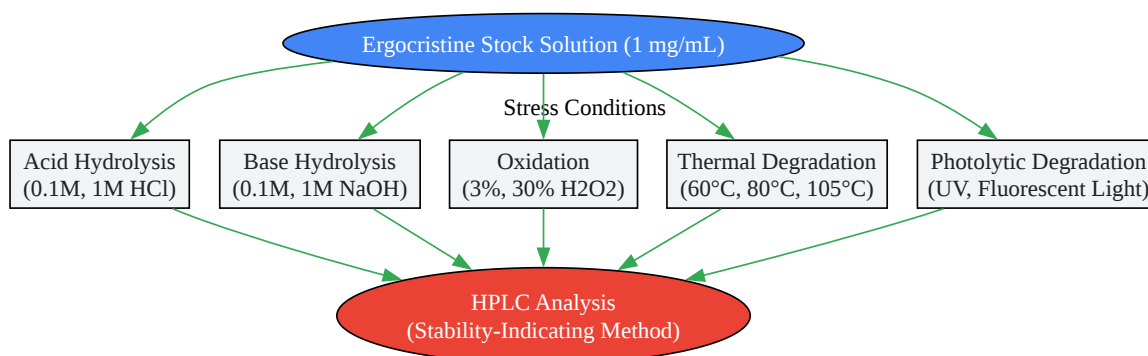 Ergocristine Stock Solution (1 mg/mL)
Stress Conditions
Acid Hydrolysis
(0.1M, 1M HCl)
Base Hydrolysis
(0.1M, 1M NaOH)
Oxidation
(3%, 30% H2O2)
Thermal Degradation
(60°C, 80°C, 105°C)
Photolytic Degradation
(UV, Fluorescent Light)
HPLC Analysis
(Stability-Indicating Method)